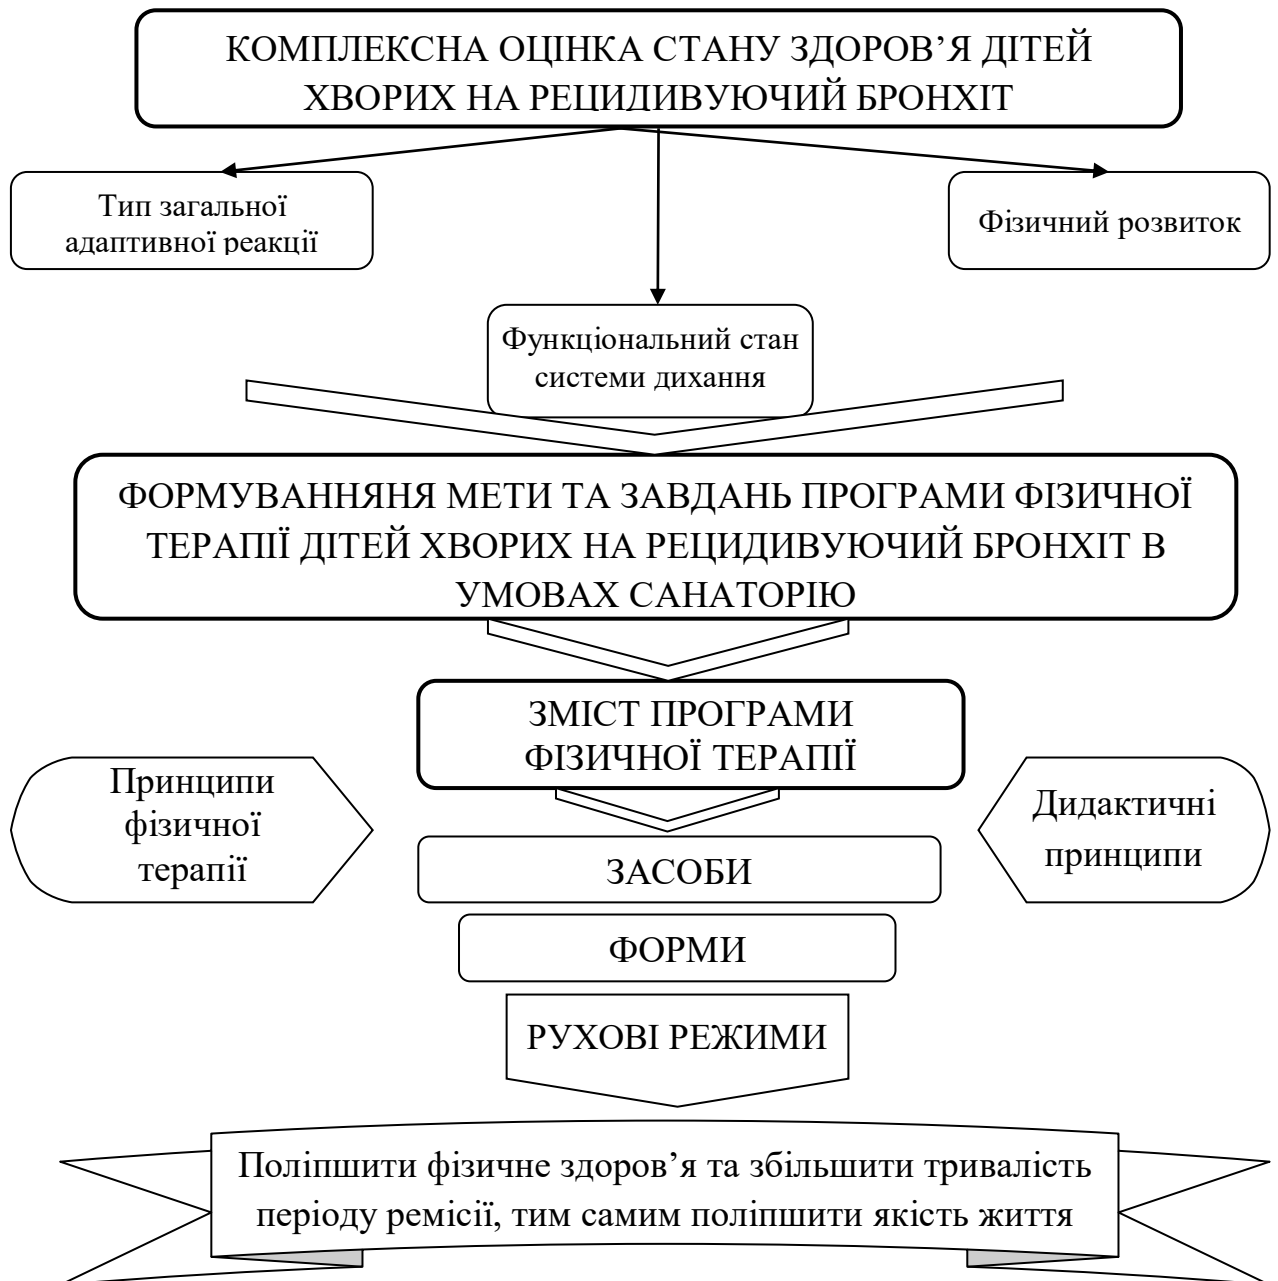 КОМПЛЕКСНА ОЦІНКА СТАНУ ЗДОРОВ’Я ДІТЕЙ
ХВОРИХ НА РЕЦИДИВУЮЧИЙ БРОНХІТ
Тип загальної
адаптивної реакції
Фізичний розвиток
Функціональний стан
системи дихання
ФОРМУВАННЯНЯ МЕТИ ТА ЗАВДАНЬ ПРОГРАМИ ФІЗИЧНОЇ
ТЕРАПІЇ ДІТЕЙ ХВОРИХ НА РЕЦИДИВУЮЧИЙ БРОНХІТ В
УМОВАХ САНАТОРІЮ
ЗМІСТ ПРОГРАМИ
ФІЗИЧНОЇ ТЕРАПІЇ
Принципи
фізичної
терапії
Дидактичні
принципи
ЗАСОБИ
ФОРМИ
РУХОВІ РЕЖИМИ
Поліпшити фізичне здоров’я та збільшити тривалість
періоду ремісії, тим самим поліпшити якість життя